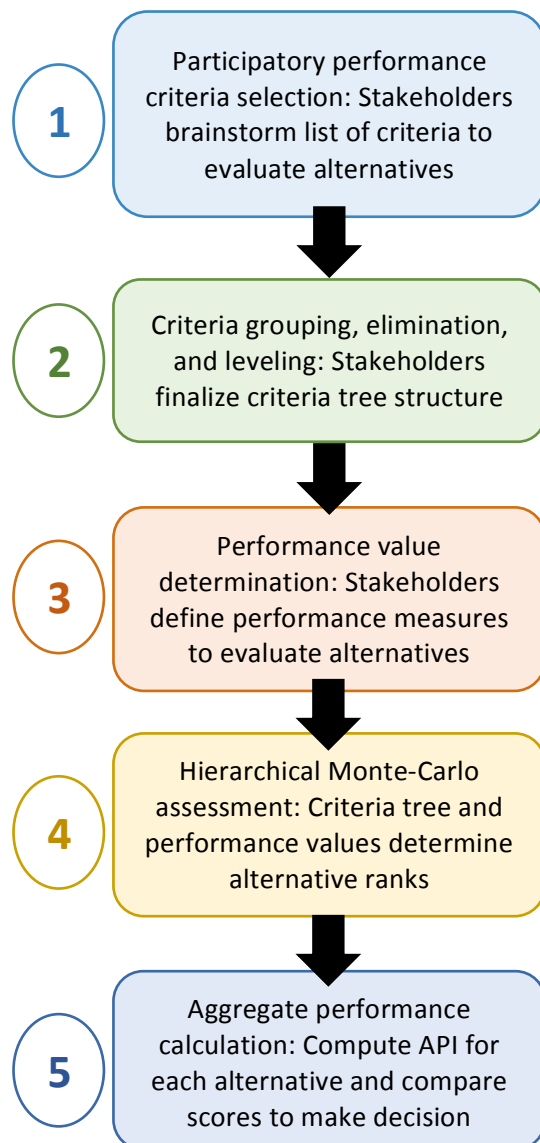 1
Participatory performance
criteria selection: Stakeholders
brainstorm list of criteria to
evaluate alternatives
2
Criteria grouping, elimination,
and leveling: Stakeholders
finalize criteria tree structure
3
Performance value
determination: Stakeholders
define performance measures
to evaluate alternatives
4
Hierarchical Monte-Carlo
assessment: Criteria tree and
performance values determine
alternative ranks
5
Aggregate performance
calculation: Compute API for
each alternative and compare
scores to make decision